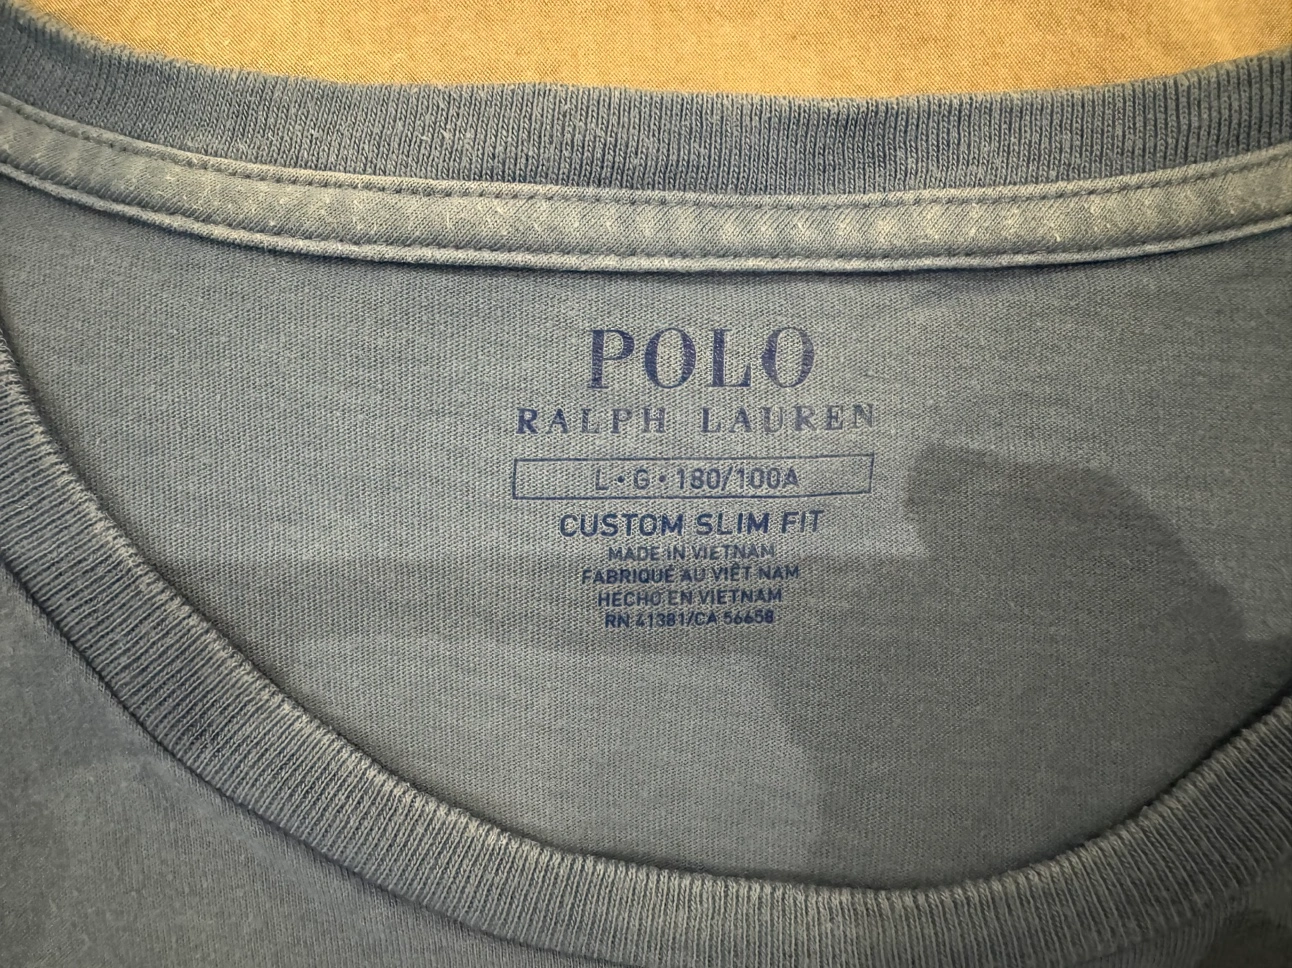 POLO
RALPH LAUREN
L•G•180/100A
CUSTOM SLIM FIT
MADE IN VIETNAM
FABRIQUÉ AU VIÊT NAM
HECHO EN VIETNAM
RN 41381/CA 56658